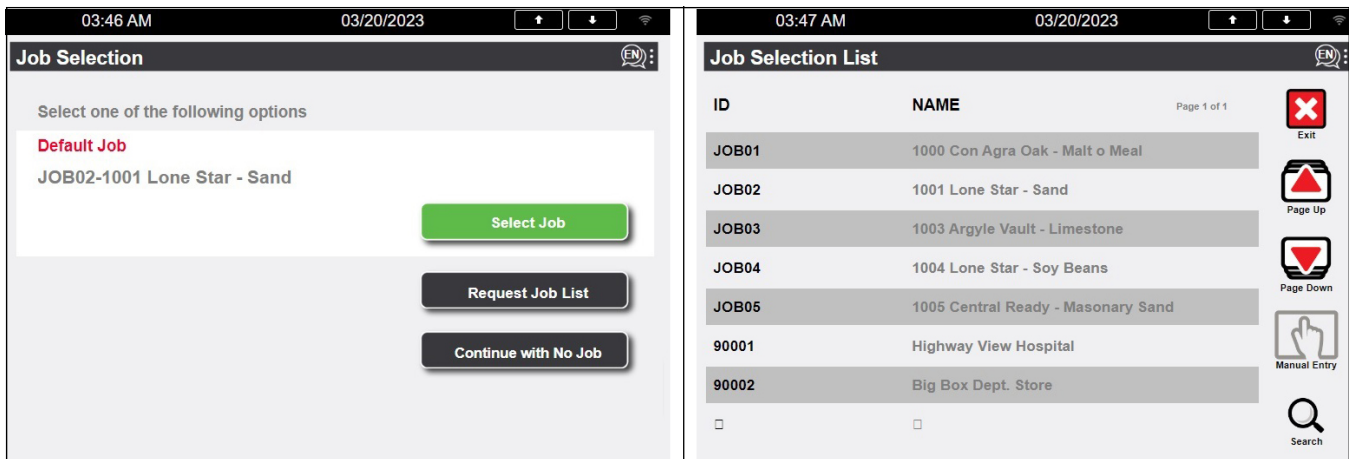 03:46 AM 03/20/2023
Job Selection EN
Select one of the following options
Default Job
JOB02-1001 Lone Star - Sand
Select Job
Request Job List
Continue with No Job
03:47 AM 03/20/2023
Job Selection List EN
ID NAME Page 1 of 1
Exit
JOB01 1000 Con Agra Oak - Malt o Meal
JOB02 1001 Lone Star - Sand
Page Up
JOB03 1003 Argyle Vault - Limestone
JOB04 1004 Lone Star - Soy Beans
Page Down
JOB05 1005 Central Ready - Masonary Sand
90001 Highway View Hospital
Manual Entry
90002 Big Box Dept. Store
Search